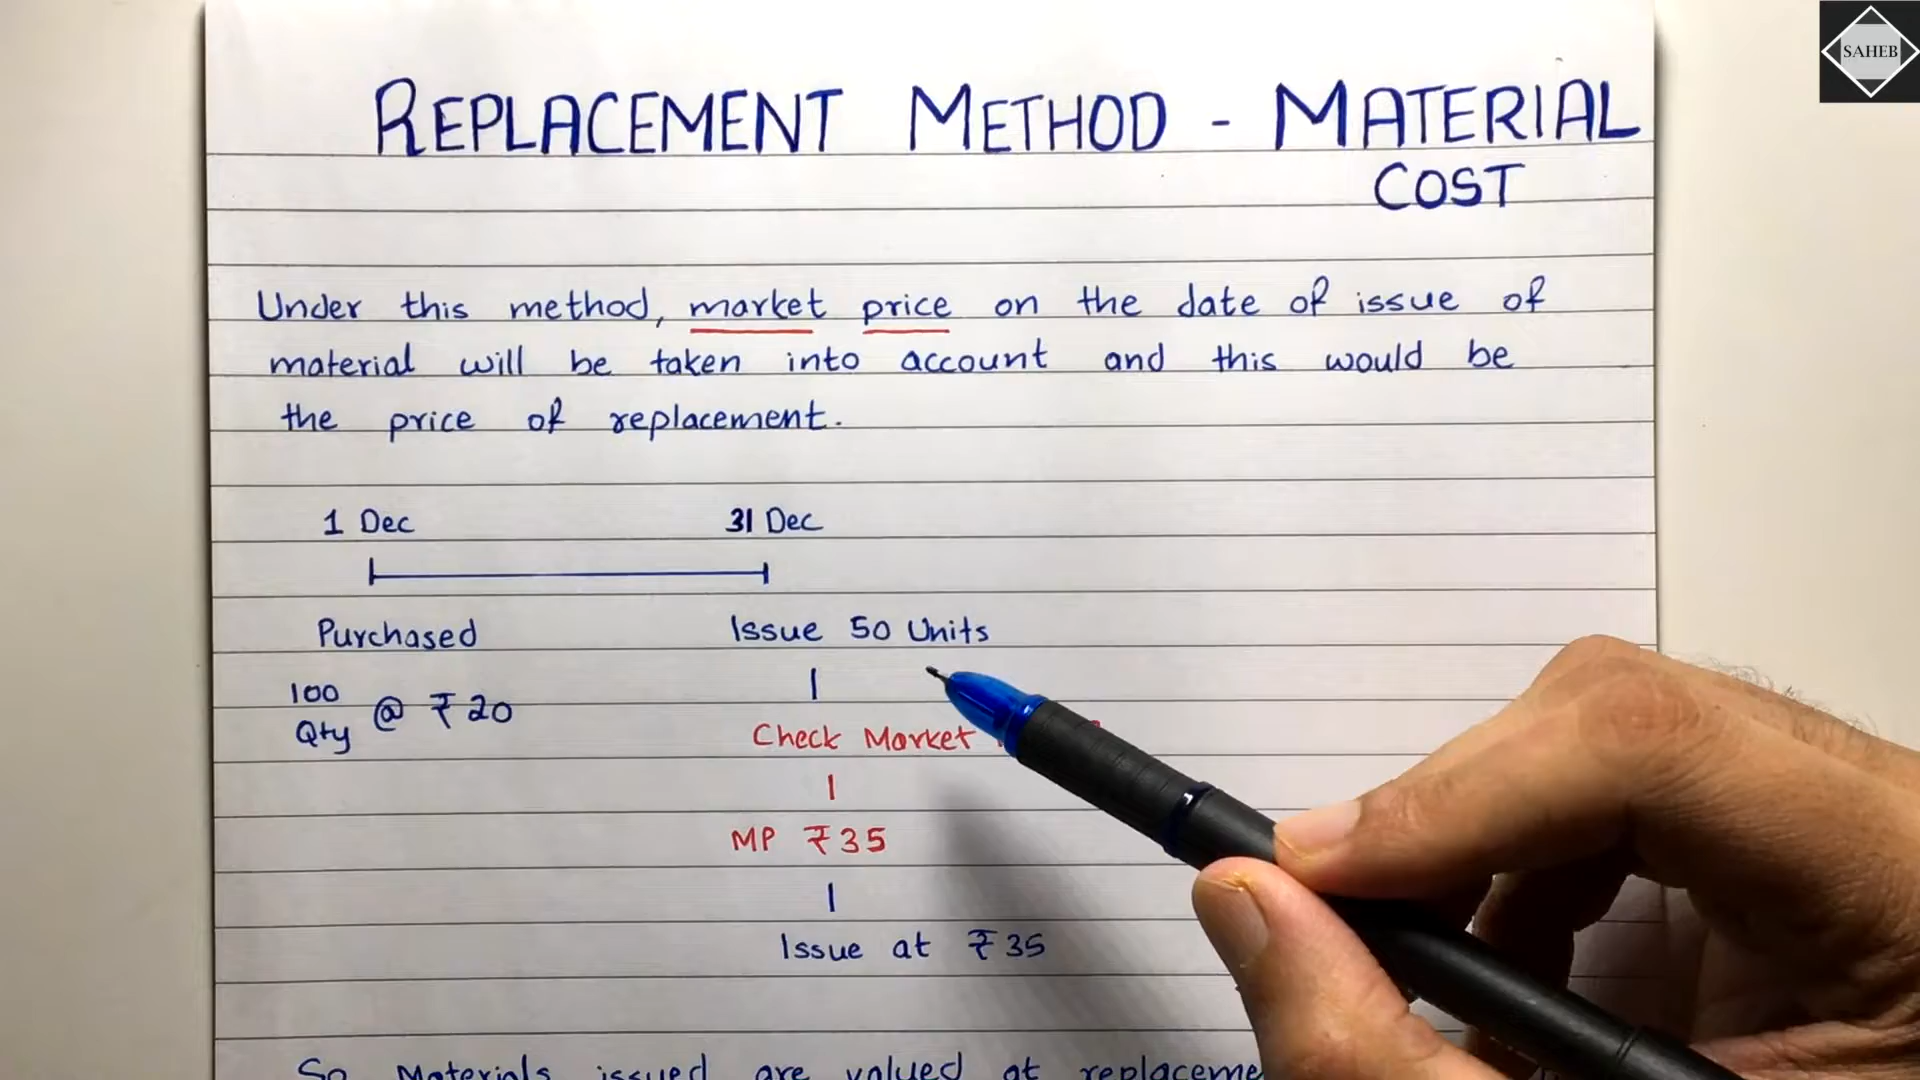 SAHEB
REPLACEMENT METHOD - MATERIAL
COST
Under this method, market price on the date of issue of
material will be taken into account and this would be
the price of replacement.
1 Dec 31 Dec
Purchased Issue 50 Units
100 Qty @ ₹20
Check Market
MP ₹35
Issue at ₹35
So Materials issued are valued at